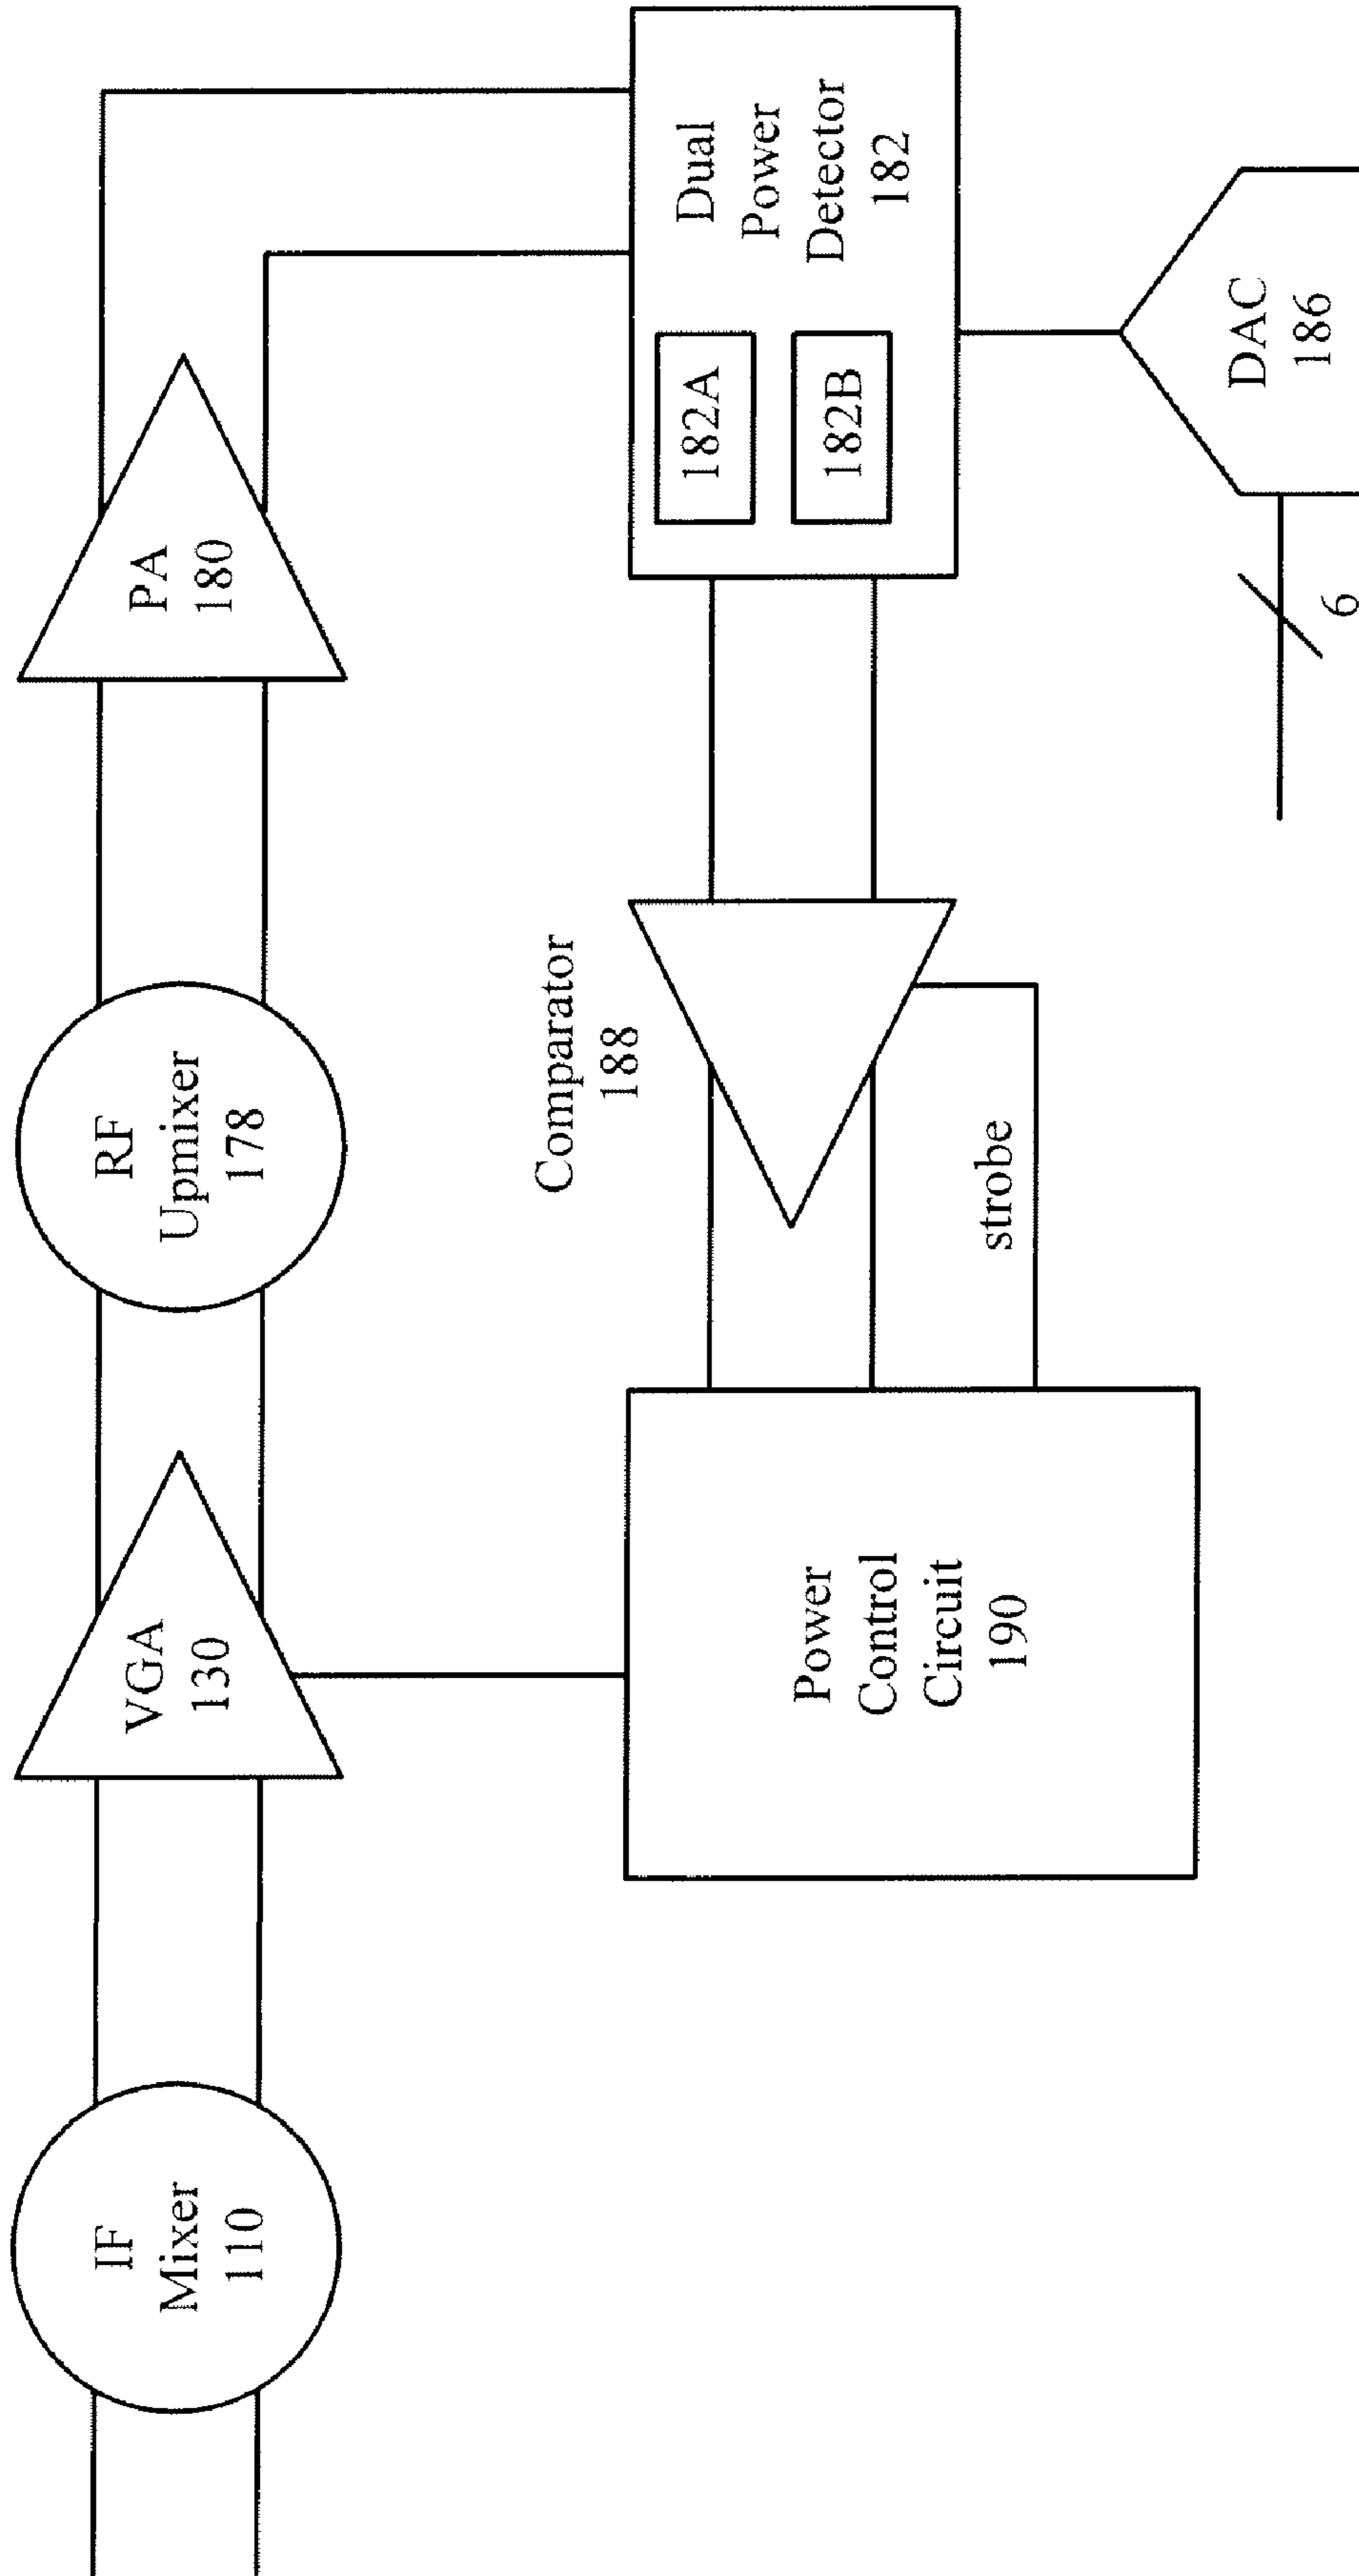 IF
Mixer
110
VGA
130
RF
Upmixer
178
PA
180
Power
Control
Circuit
190
Comparator
188
strobe
182A
182B
Dual
Power
Detector
182
DAC
186
6